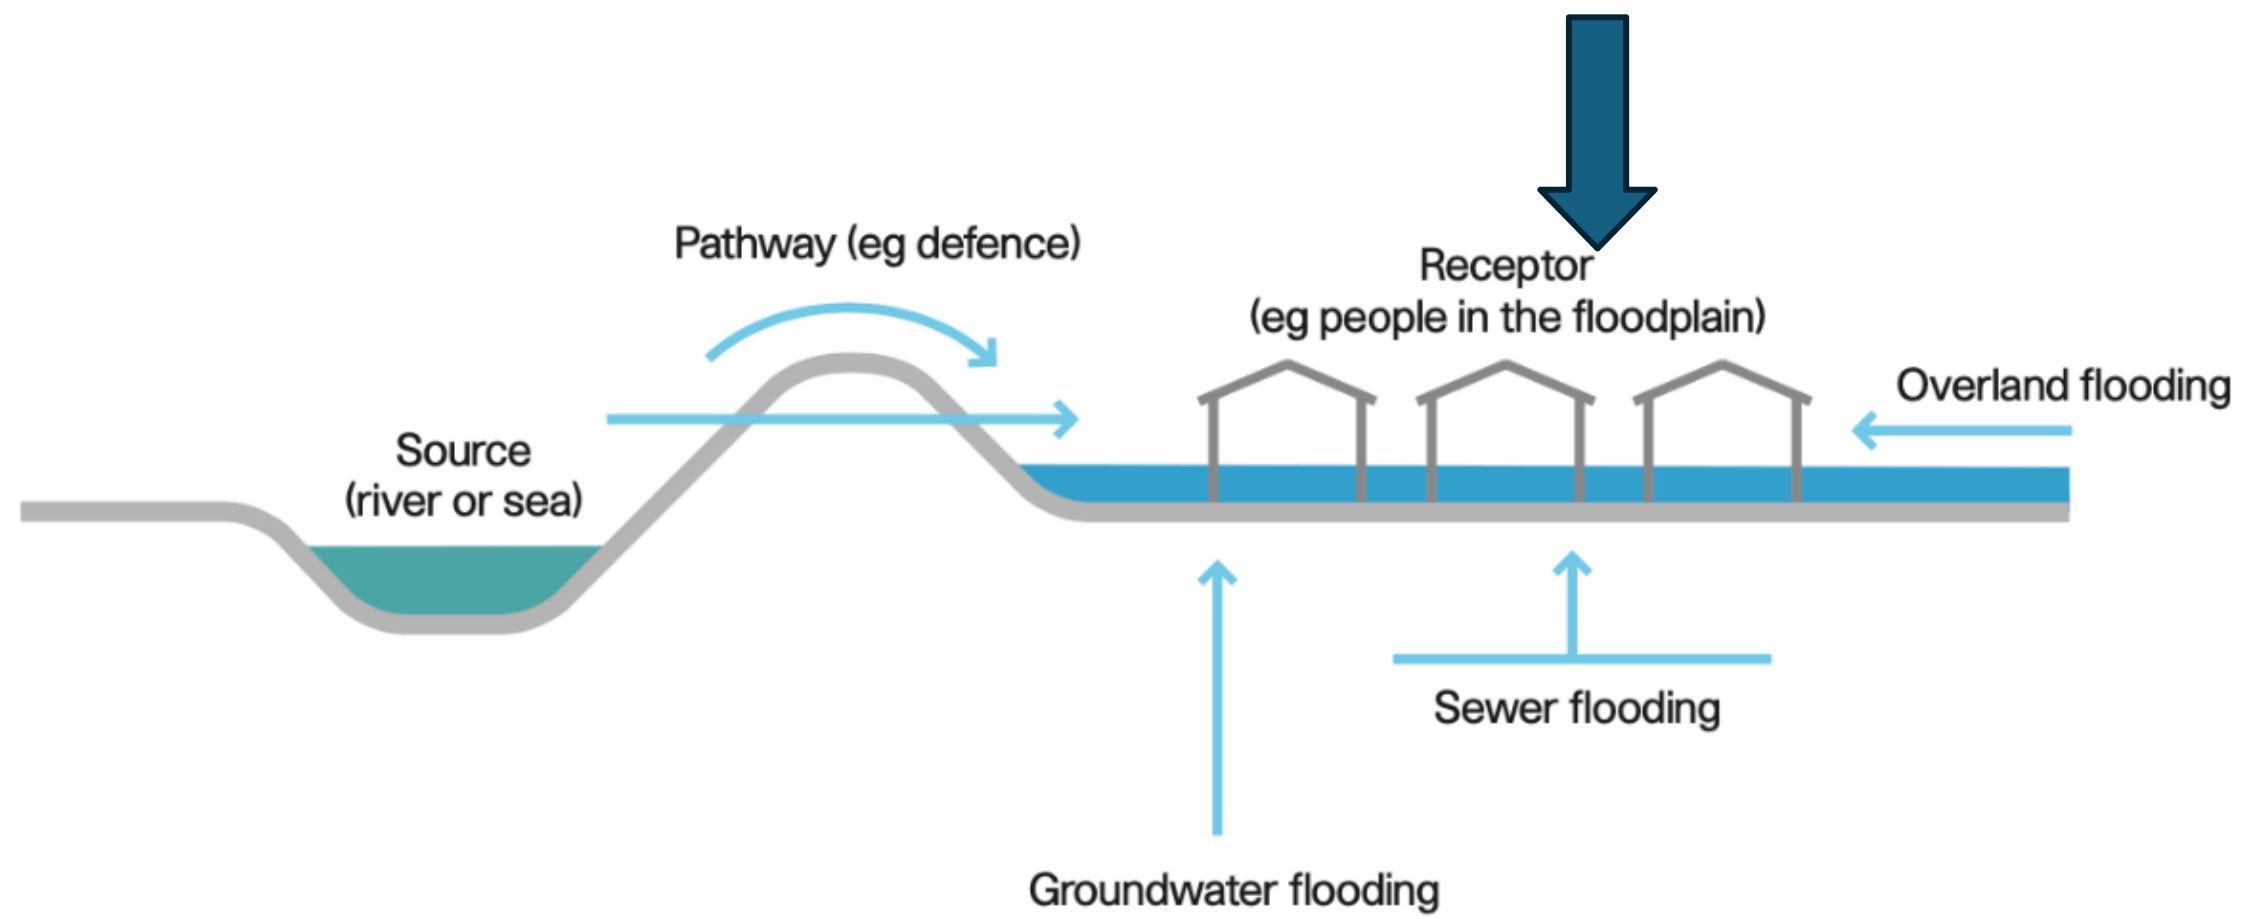 Pathway (eg defence)
Receptor
(eg people in the floodplain)
Overland flooding
Source
(river or sea)
Sewer flooding
Groundwater flooding